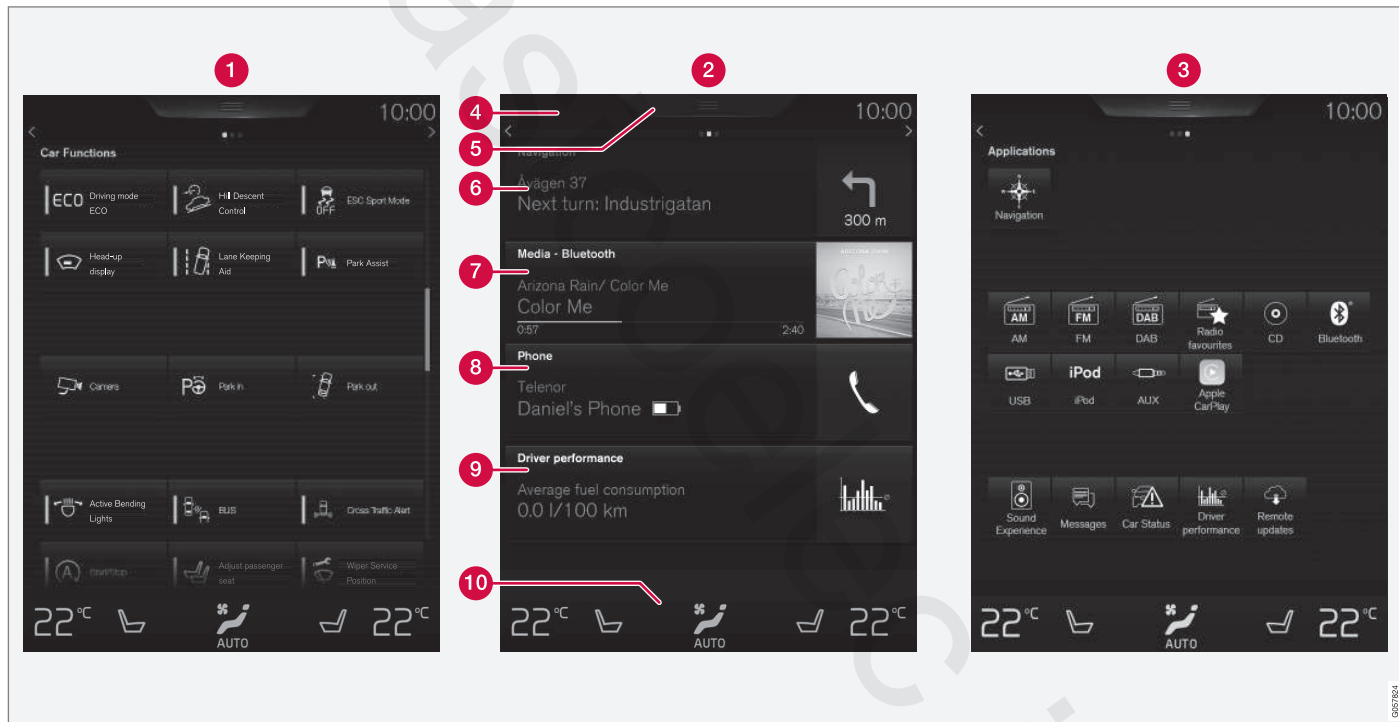 1
2
3
10:00
Car Functions
ECO Driving mode
ECO
Hill Descent
Control
OFF ESC Sport Mode
Head-up
display
Lane Keeping
Aid
Park Assist
Camera
Park in
Park out
Active Bending
Lights
BLIS
Cross Traffic Alert
Adjust passenger
seat
Wiper Service
Position
22°C
AUTO
22°C
4
10:00
5
Navigation
6
Åvägen 37
Next turn: Industrigatan
300 m
7
Media - Bluetooth
Arizona Rain/ Color Me
Color Me
0:57
2:40
ARIZONA RAIN
Color
Me
8
Phone
Telenor
Daniel's Phone
9
Driver performance
Average fuel consumption
0.0 l/100 km
10
22°C
AUTO
22°C
10:00
Applications
Navigation
AM
FM
DAB
AM
FM
DAB
Radio
favourites
CD
Bluetooth
iPod
USB
iPod
AUX
Apple
CarPlay
Sound
Experience
Messages
Car Status
Driver
performance
Remote
updates
22°C
AUTO
22°C
G057824